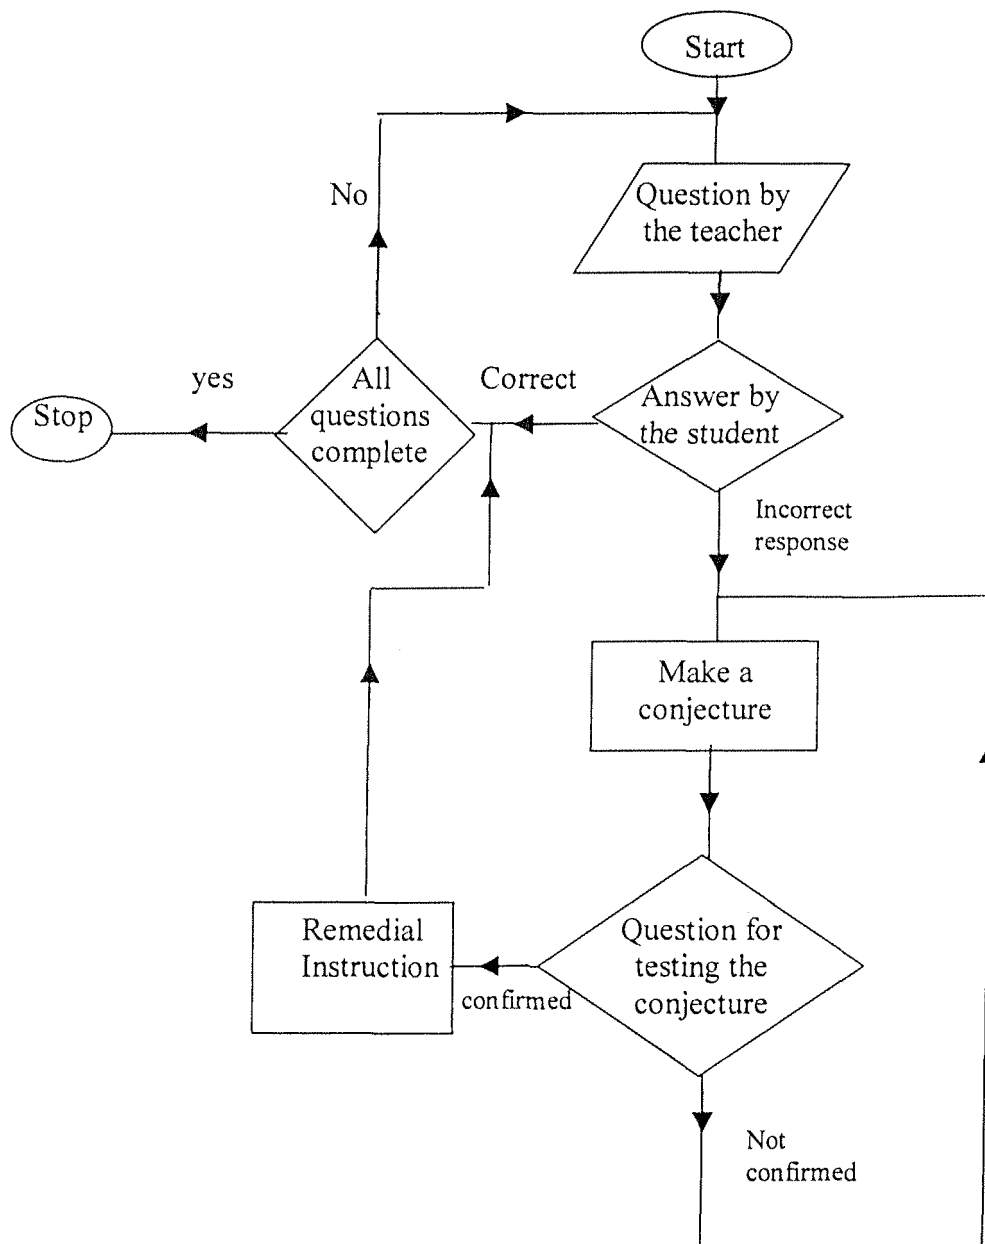 Start
No
Question by
the teacher
yes
Stop
All
questions
complete
Correct
Answer by
the student
Incorrect
response
Make a
conjecture
Remedial
Instruction
confirmed
Question for
testing the
conjecture
Not
confirmed